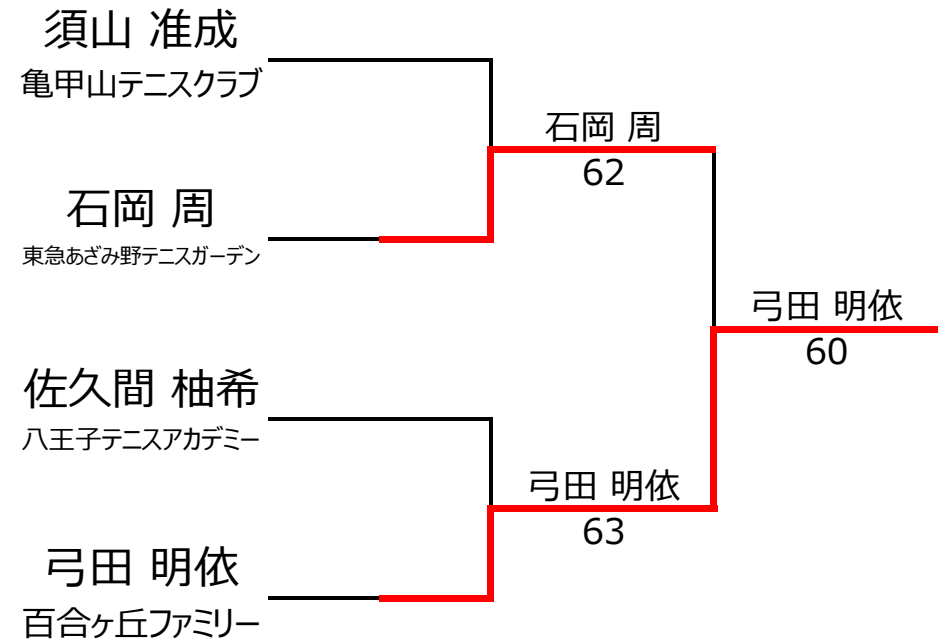 須山 准成
亀甲山テニスクラブ
石岡 周
62
石岡 周
東急あざみ野テニスガーデン
弓田 明依
60
佐久間 柚希
八王子テニスアカデミー
弓田 明依
63
弓田 明依
百合ヶ丘ファミリー